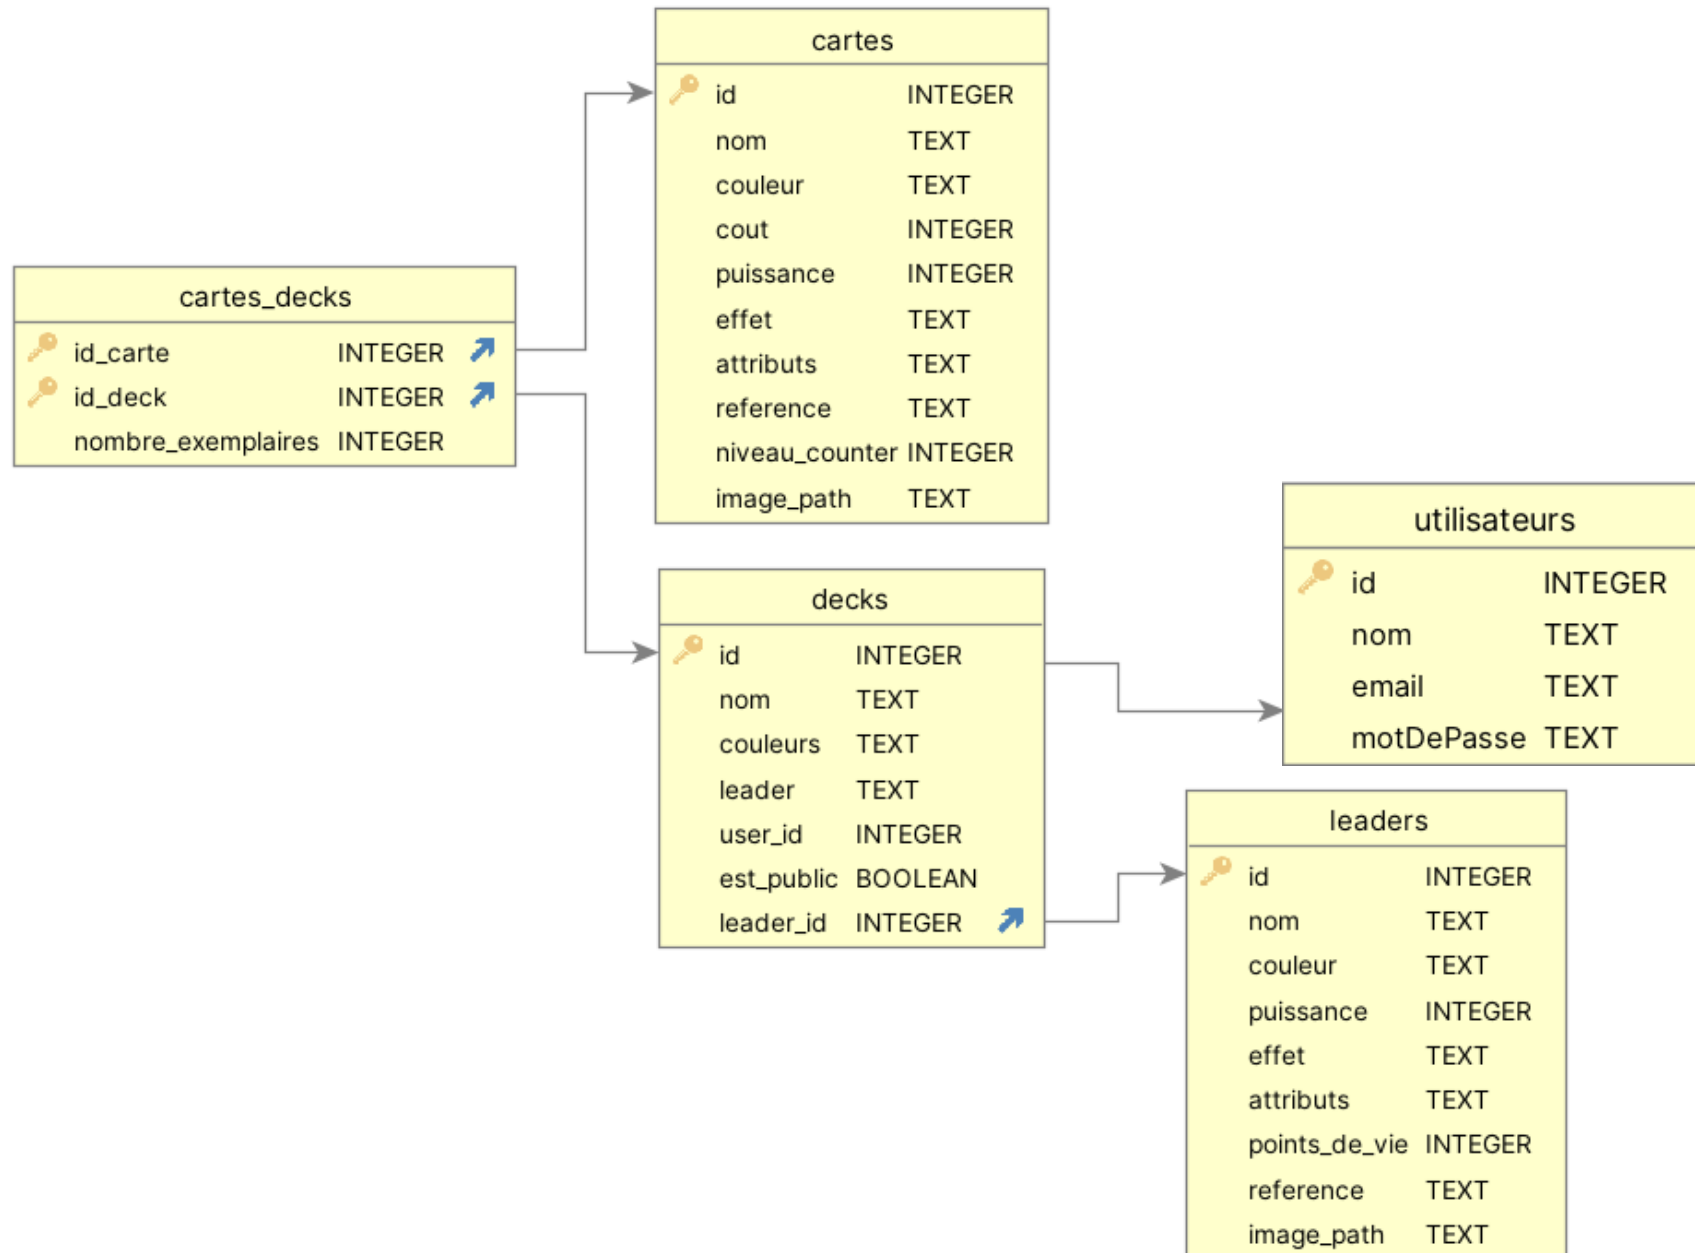 cartes
id INTEGER
nom TEXT
couleur TEXT
cout INTEGER
puissance INTEGER
effet TEXT
attributs TEXT
reference TEXT
niveau_counter INTEGER
image_path TEXT
cartes_decks
id_carte INTEGER
id_deck INTEGER
nombre_exemplaires INTEGER
decks
id INTEGER
nom TEXT
couleurs TEXT
leader TEXT
user_id INTEGER
est_public BOOLEAN
leader_id INTEGER
utilisateurs
id INTEGER
nom TEXT
email TEXT
motDePasse TEXT
leaders
id INTEGER
nom TEXT
couleur TEXT
puissance INTEGER
effet TEXT
attributs TEXT
points_de_vie INTEGER
reference TEXT
image_path TEXT